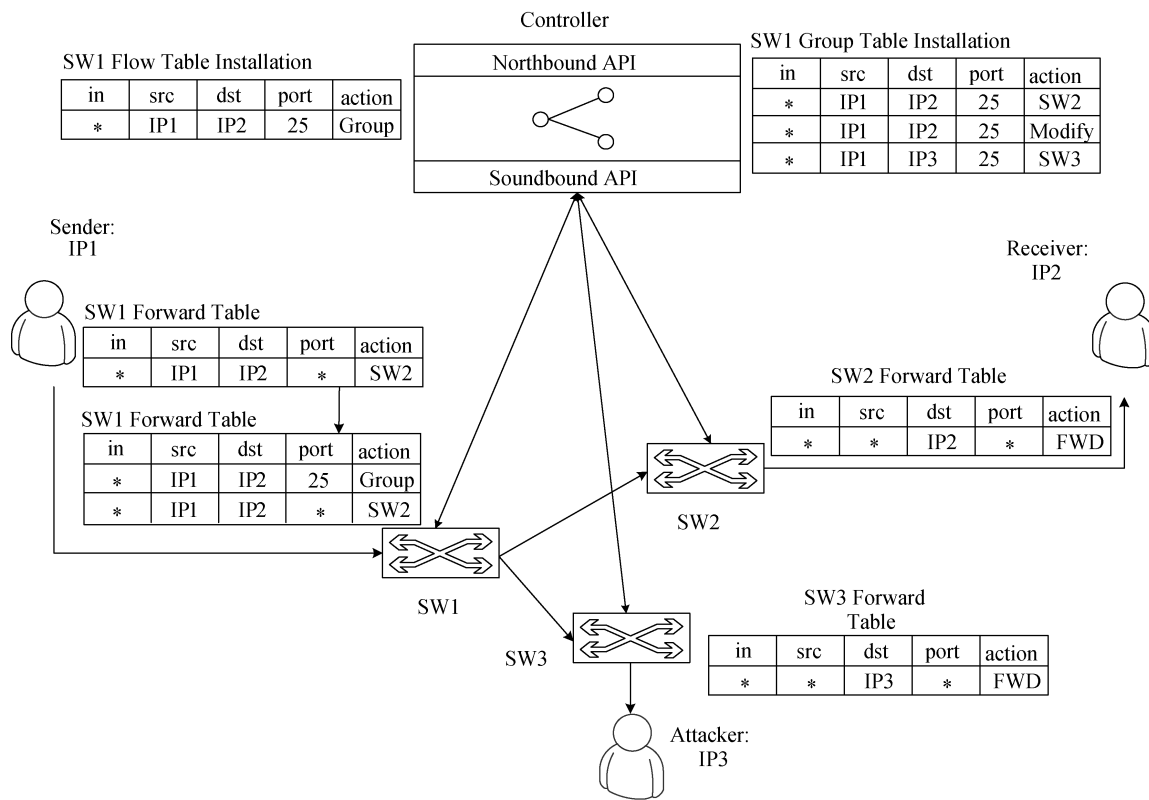 Controller
SW1 Flow Table Installation
in src dst port action
* IP1 IP2 25 Group
Northbound API
Soundbound API
SW1 Group Table Installation
in src dst port action
* IP1 IP2 25 SW2
* IP1 IP2 25 Modify
* IP1 IP3 25 SW3
Sender:
IP1
Receiver:
IP2
SW1 Forward Table
in src dst port action
* IP1 IP2 * SW2
SW1 Forward Table
in src dst port action
* IP1 IP2 25 Group
* IP1 IP2 * SW2
SW2 Forward Table
in src dst port action
* * IP2 * FWD
SW2
SW1
SW3 Forward
Table
in src dst port action
* * IP3 * FWD
SW3
Attacker:
IP3